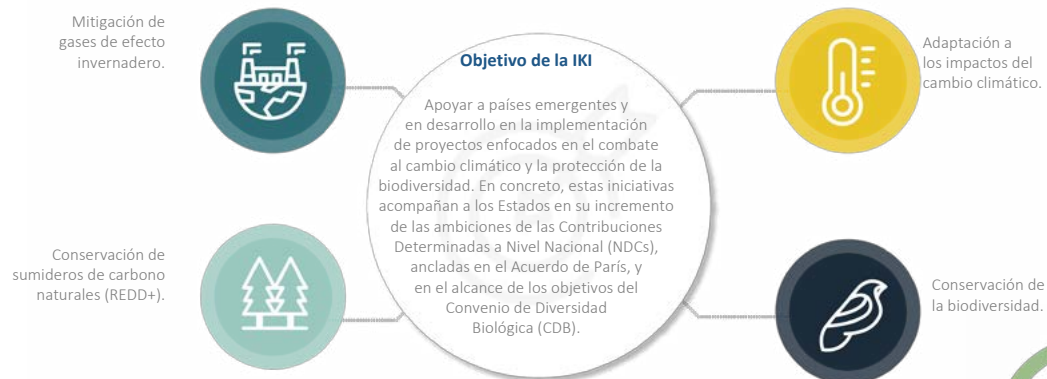 Mitigación de
gases de efecto
invernadero.
Objetivo de la IKI
Apoyar a países emergentes y
en desarrollo en la implementación
de proyectos enfocados en el combate
al cambio climático y la protección de la
biodiversidad. En concreto, estas iniciativas
acompañan a los Estados en su incremento
de las ambiciones de las Contribuciones
Determinadas a Nivel Nacional (NDCs),
ancladas en el Acuerdo de París, y
en el alcance de los objetivos del
Convenio de Diversidad
Biológica (CDB).
Adaptación a
los impactos del
cambio climático.
Conservación de
sumideros de carbono
naturales (REDD+).
Conservación de
la biodiversidad.